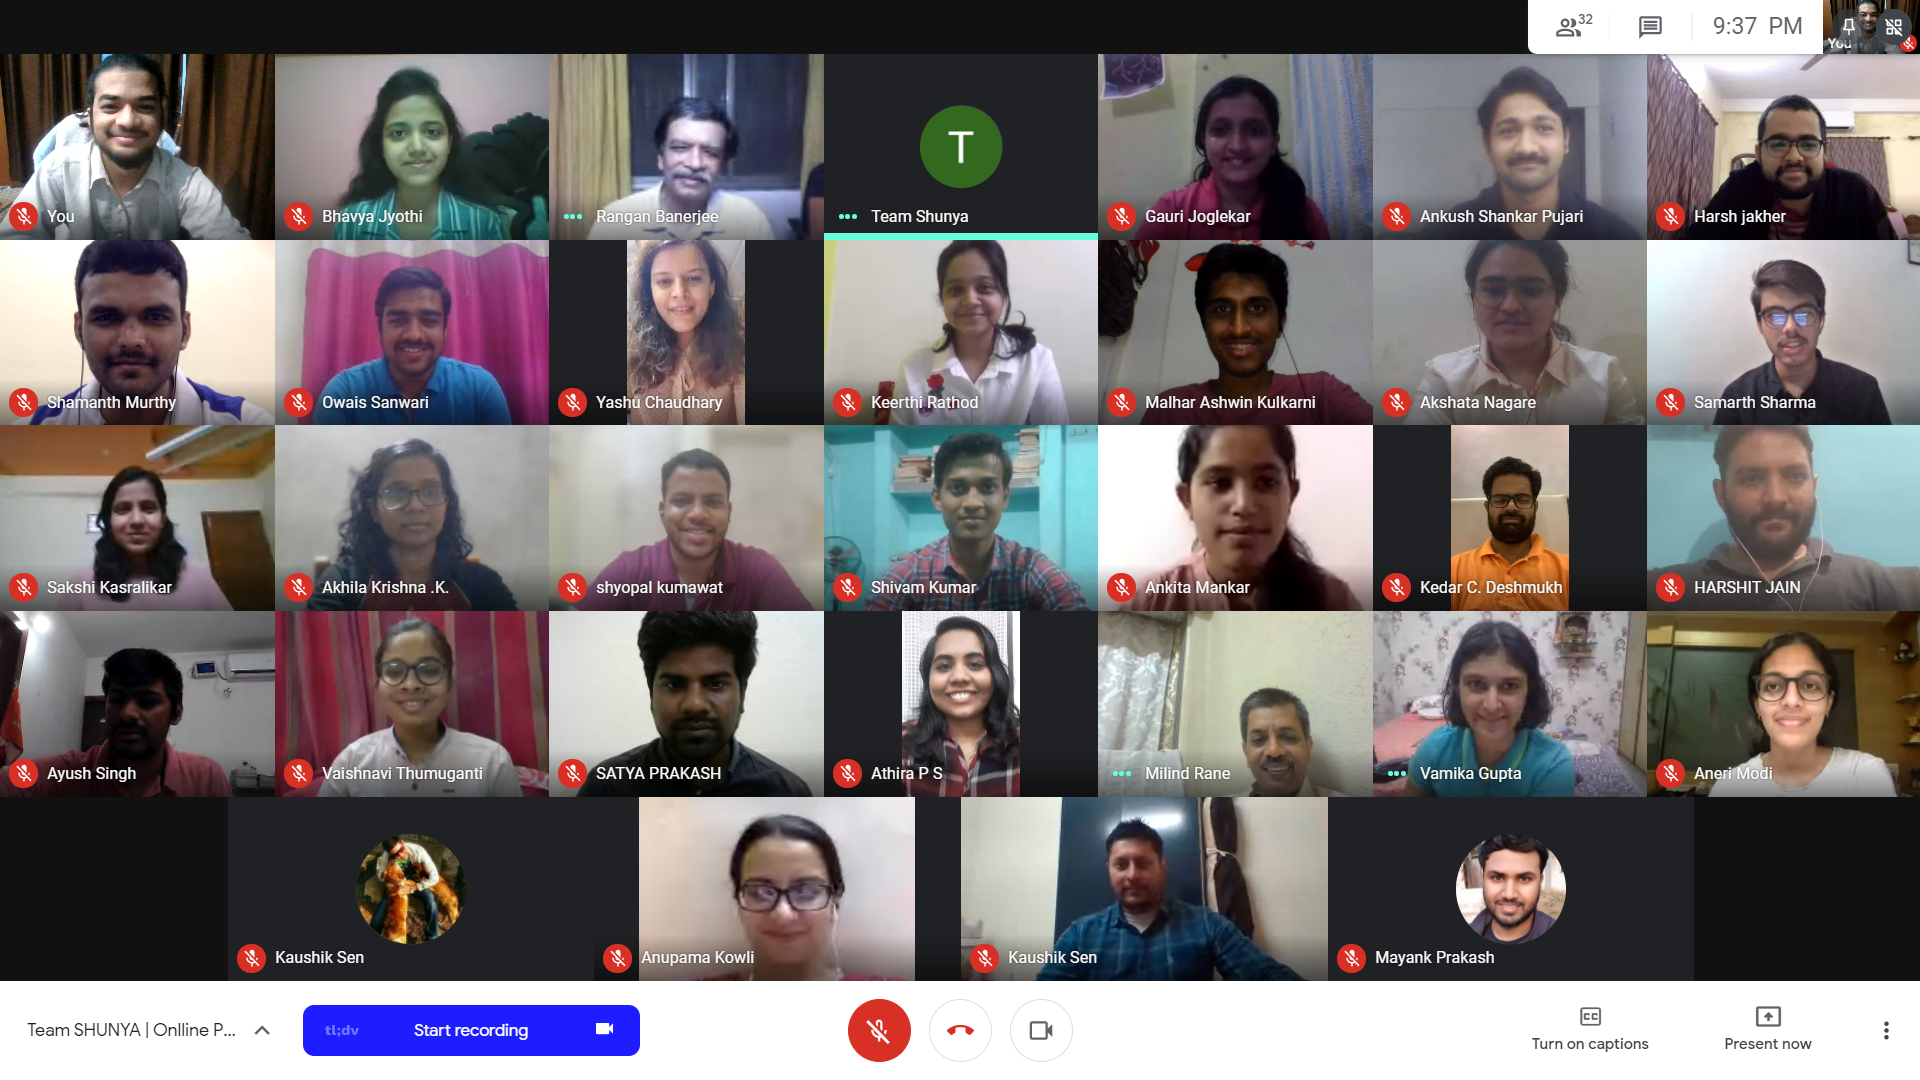 32
9:37 PM
You
You
Bhavya Jyothi
Rangan Banerjee
T
Team Shunya
Gauri Joglekar
Ankush Shankar Pujari
Harsh jakher
Shamanth Murthy
Owais Sanwari
Yashu Chaudhary
Keerthi Rathod
Malhar Ashwin Kulkarni
Akshata Nagare
Samarth Sharma
Sakshi Kasralikar
Akhila Krishna .K.
shyopal kumawat
Shivam Kumar
Ankita Mankar
Kedar C. Deshmukh
HARSHIT JAIN
Ayush Singh
Vaishnavi Thumuganti
SATYA PRAKASH
Athira P S
Milind Rane
Vamika Gupta
Aneri Modi
Kaushik Sen
Anupama Kowli
Kaushik Sen
Mayank Prakash
Team SHUNYA | Onlline P...
tl;dv
Start recording
CC
Turn on captions
Present now